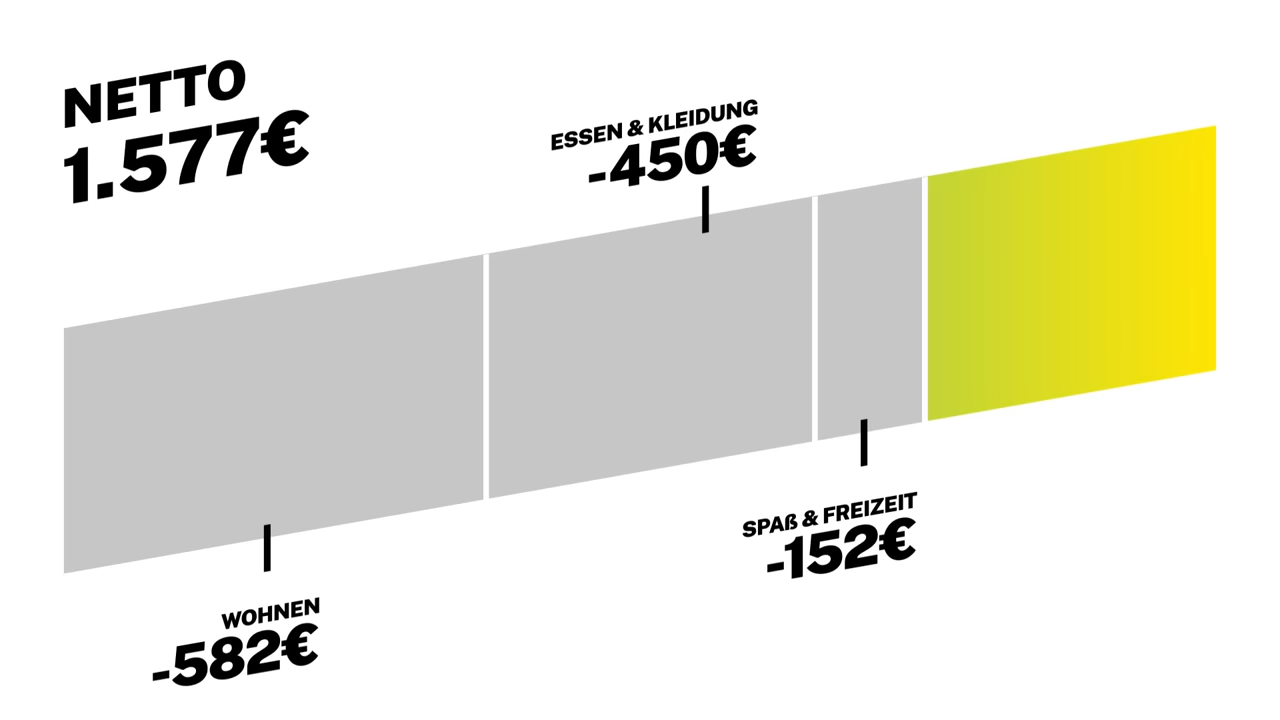 NETTO
1.577€
ESSEN & KLEIDUNG
-450€
SPAß & FREIZEIT
-152€
WOHNEN
-582€